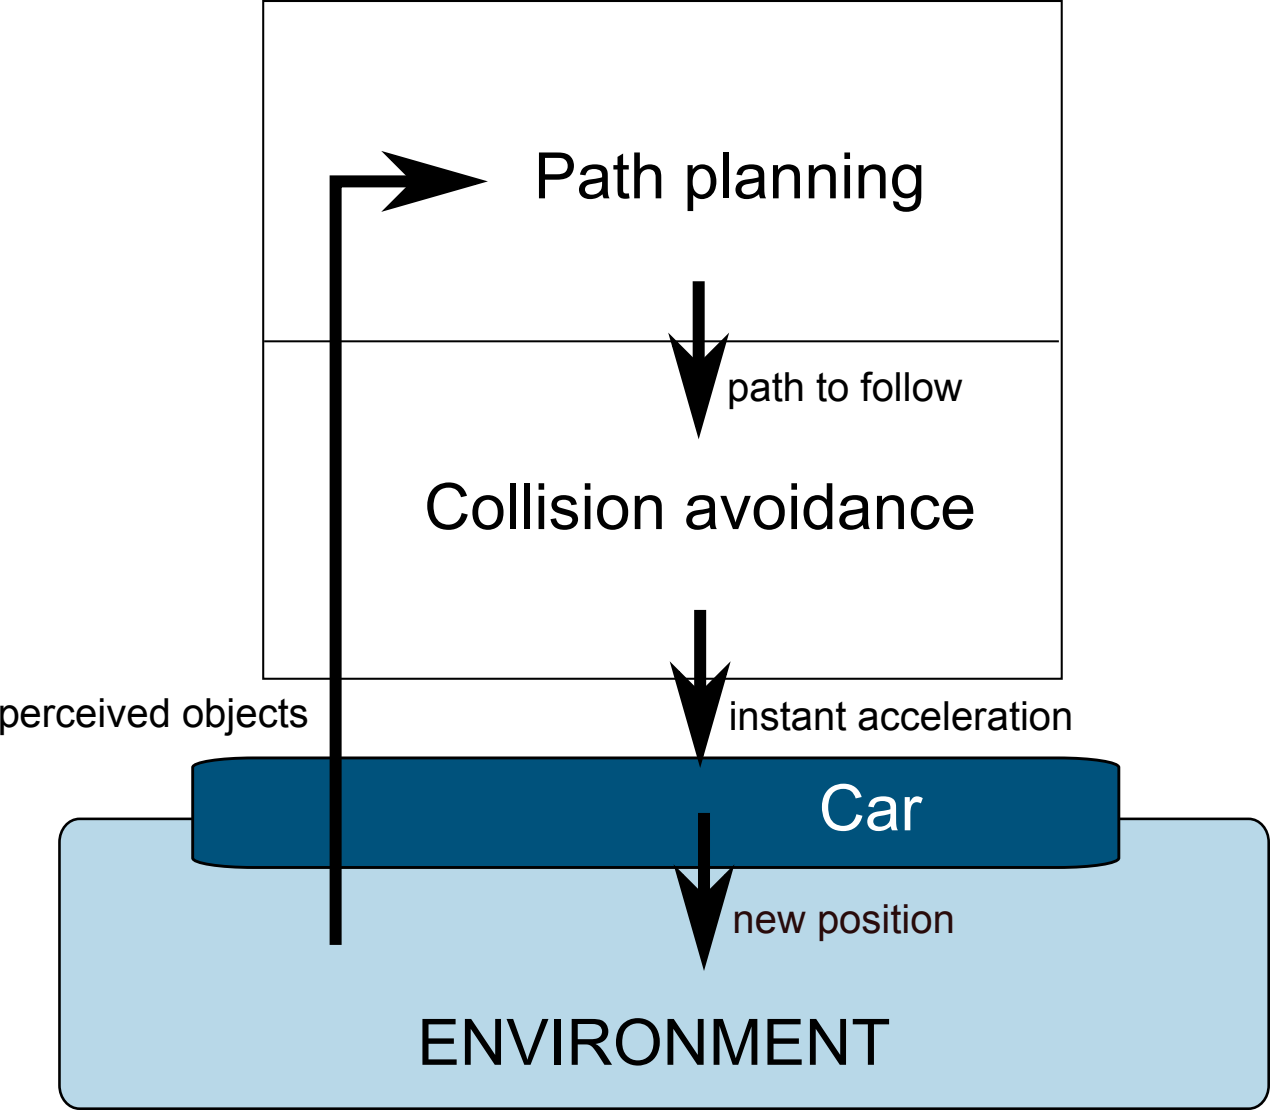 Path planning
path to follow
Collision avoidance
perceived objects
instant acceleration
Car
new position
ENVIRONMENT